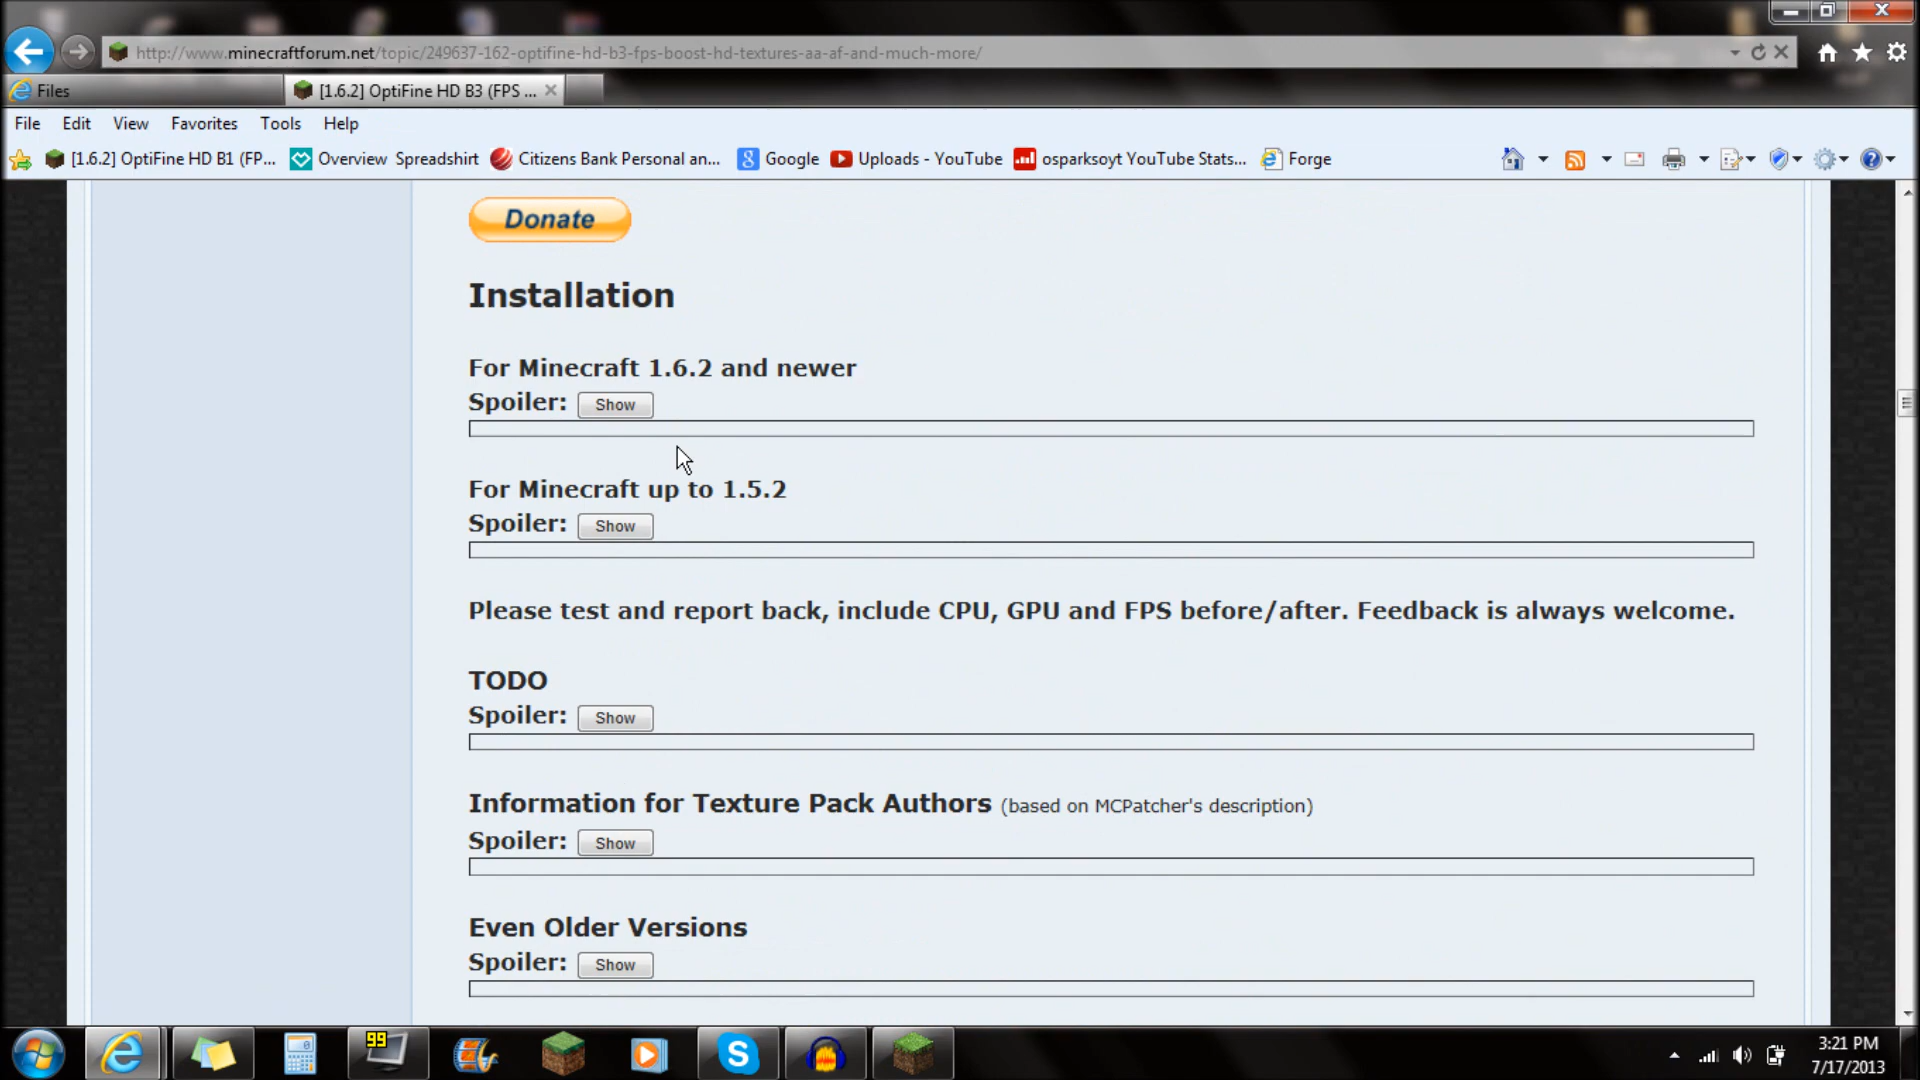 http://www.minecraftforum.net/topic/249637-162-optifine-hd-b3-fps-boost-hd-textures-aa-af-and-much-more/
Files
[1.6.2] OptiFine HD B3 (FPS ...
File Edit View Favorites Tools Help
[1.6.2] OptiFine HD B1 (FP... Overview Spreadshirt Citizens Bank Personal an... Google Uploads - YouTube osparksoyt YouTube Stats... Forge
Donate
Installation
For Minecraft 1.6.2 and newer
Spoiler: Show
For Minecraft up to 1.5.2
Spoiler: Show
Please test and report back, include CPU, GPU and FPS before/after. Feedback is always welcome.
TODO
Spoiler: Show
Information for Texture Pack Authors (based on MCPatcher's description)
Spoiler: Show
Even Older Versions
Spoiler: Show
99
3:21 PM
7/17/2013